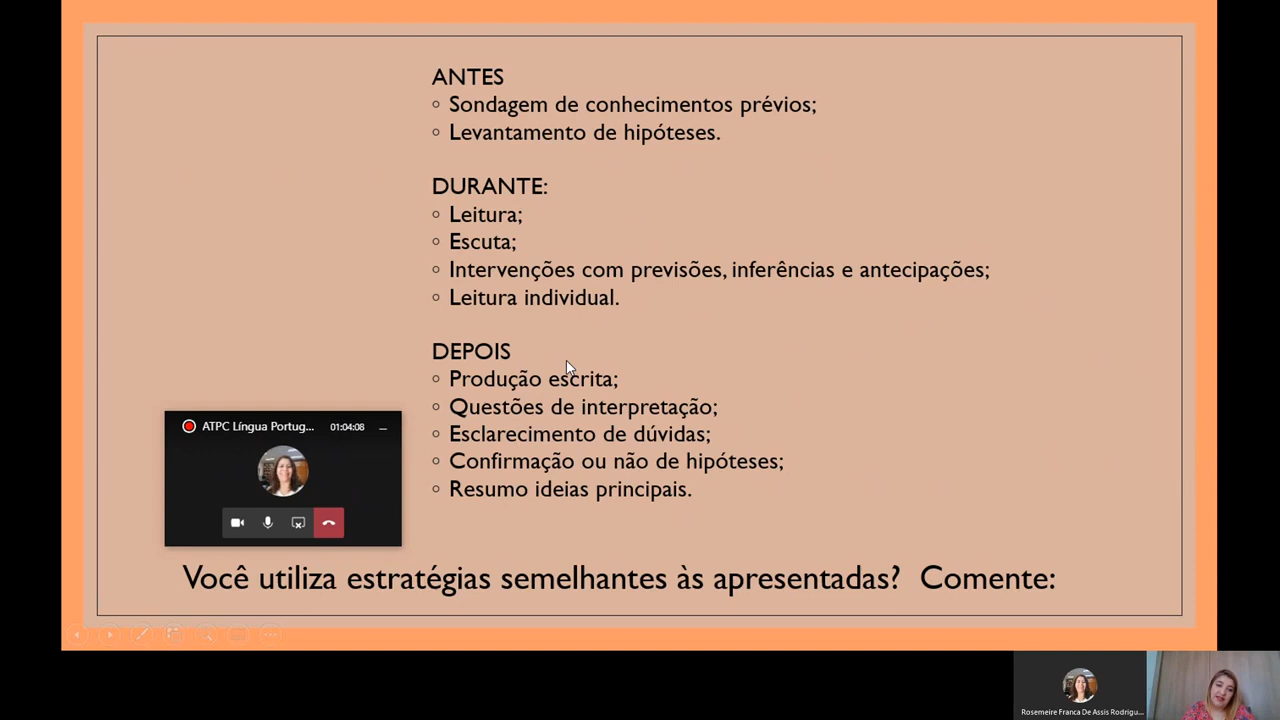 ANTES
Sondagem de conhecimentos prévios;
Levantamento de hipóteses.
DURANTE:
Leitura;
Escuta;
Intervenções com previsões, inferências e antecipações;
Leitura individual.
DEPOIS
Produção escrita;
Questões de interpretação;
Esclarecimento de dúvidas;
Confirmação ou não de hipóteses;
Resumo ideias principais.
ATPC Língua Portug... 01:04:08
Você utiliza estratégias semelhantes às apresentadas? Comente:
Rosemeire Franca De Assis Rodrigu...